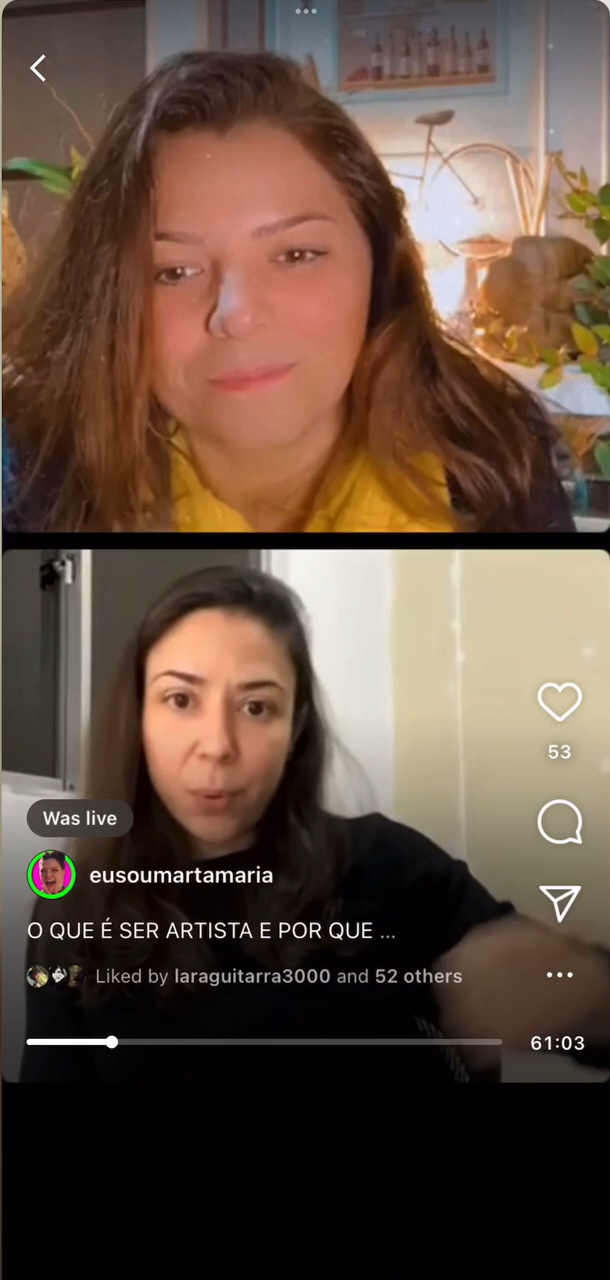 53
Was live
eusoumartamaria
O QUE É SER ARTISTA E POR QUE ...
Liked by laraguitarra3000 and 52 others
61:03